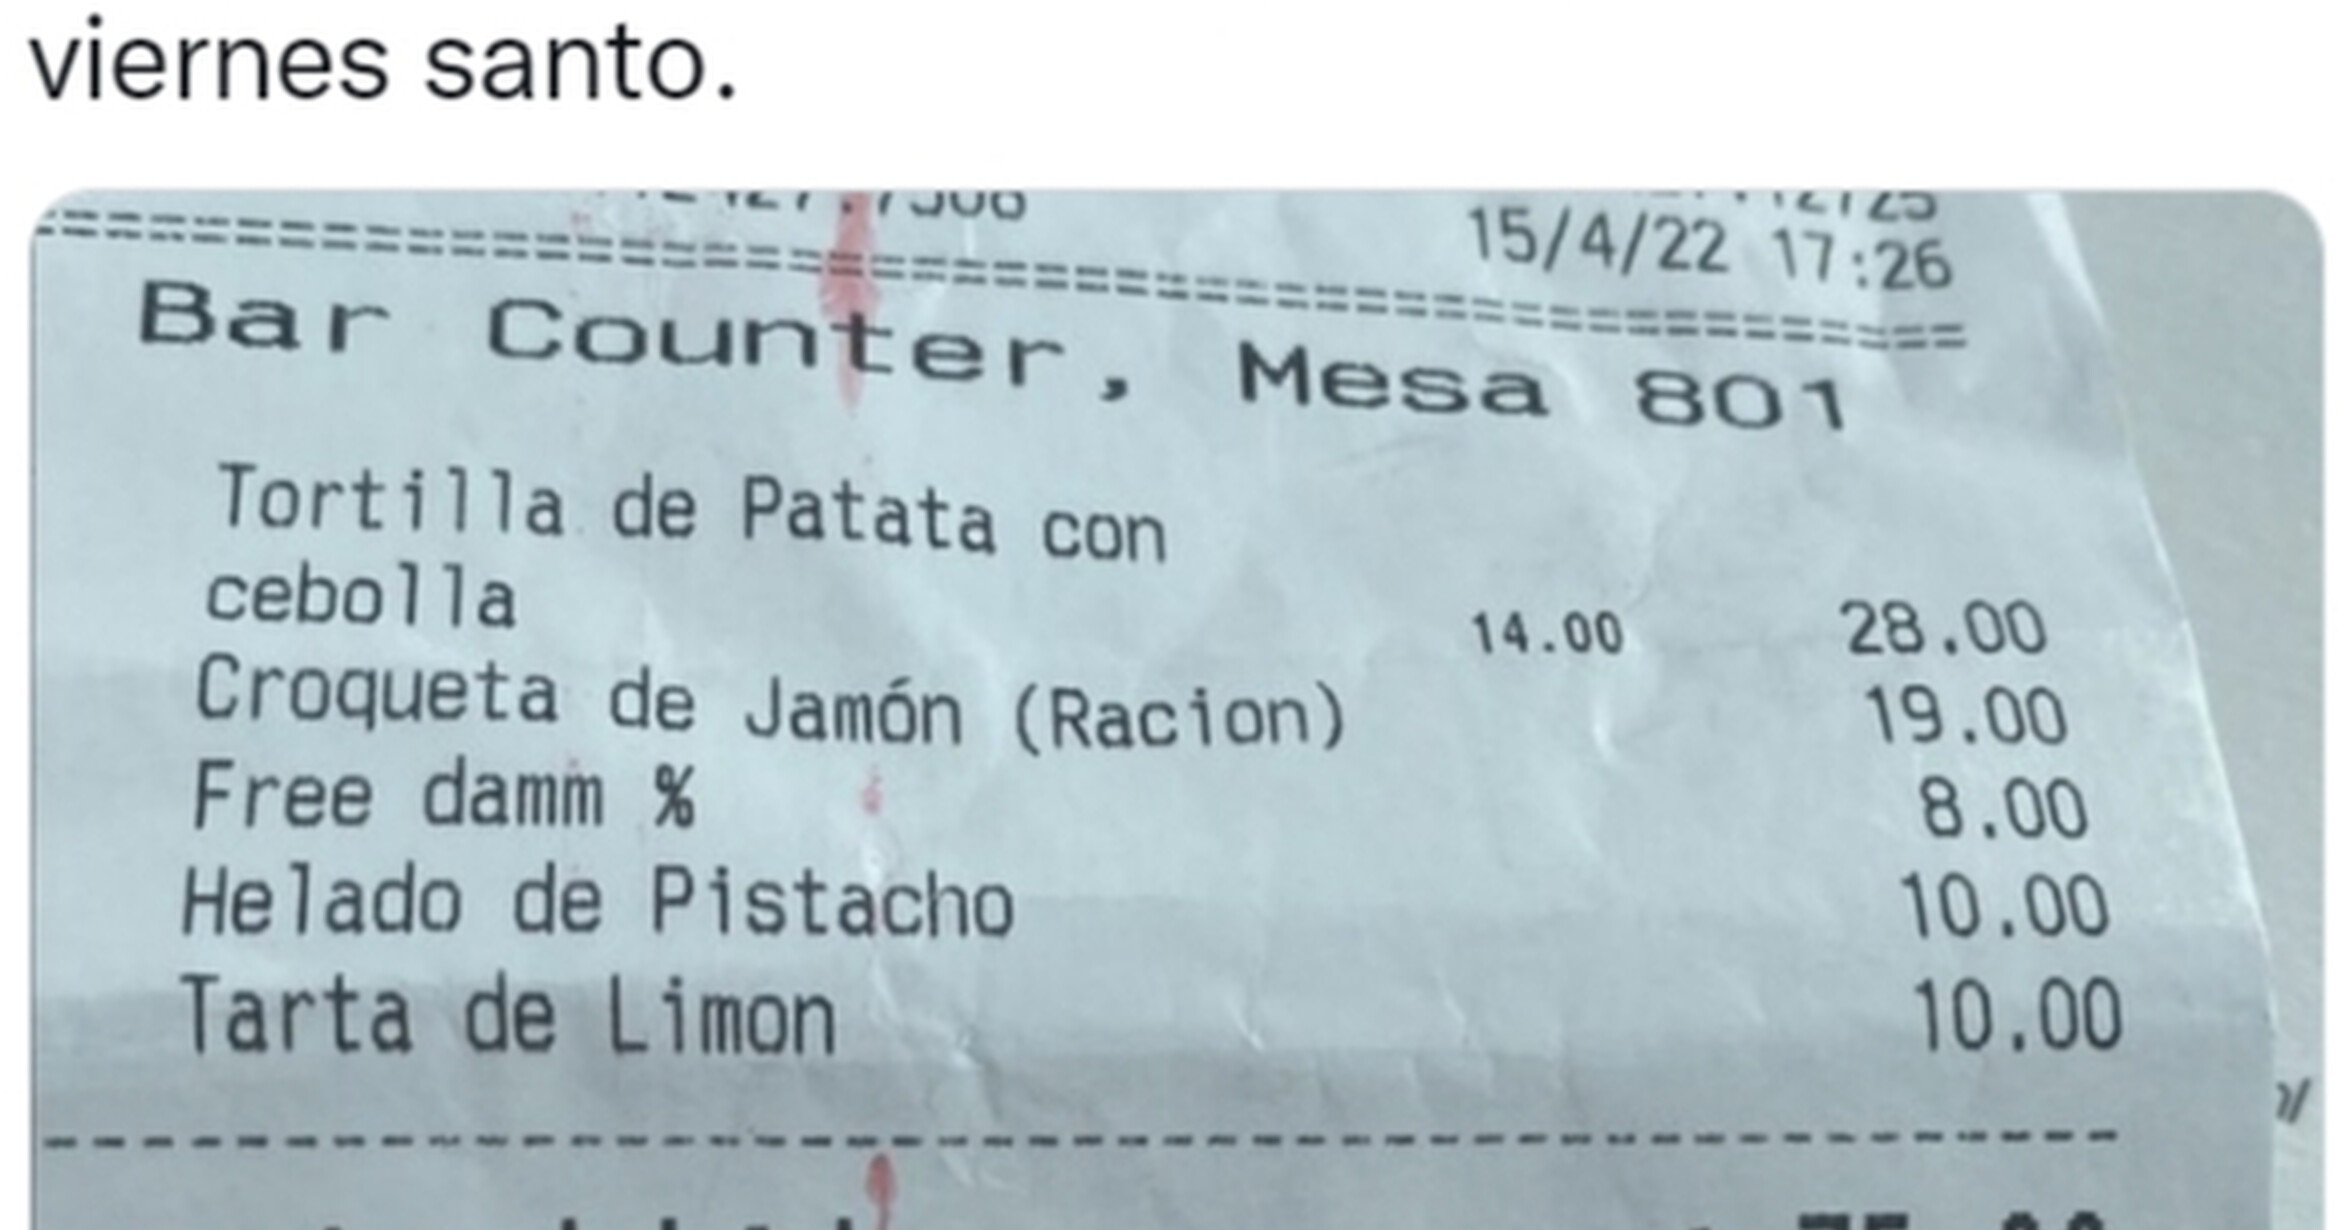 viernes santo.
15/4/22 17:26
Bar Counter, Mesa 801
Tortilla de Patata con
cebolla 14.00 28.00
Croqueta de Jamón (Racion) 19.00
Free damm % 8.00
Helado de Pistacho 10.00
Tarta de Limon 10.00